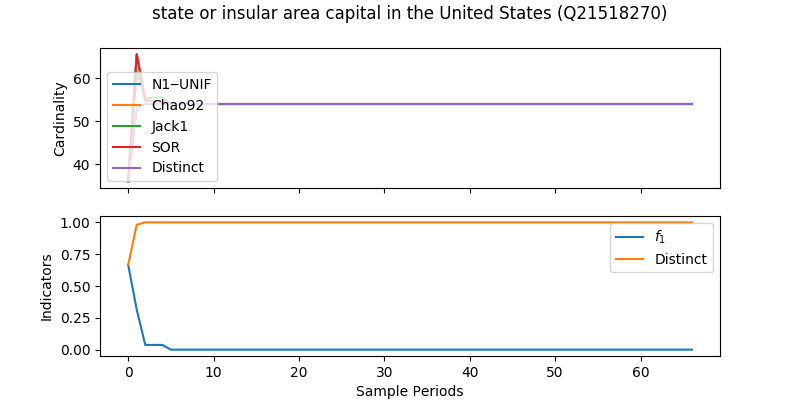 state or insular area capital in the United States (Q21518270)
Cardinality
60
50
40
N1−UNIF
Chao92
Jack1
SOR
Distinct
Indicators
1.00
0.75
0.50
0.25
0.00
f₁
Distinct
0 10 20 30 40 50 60
Sample Periods